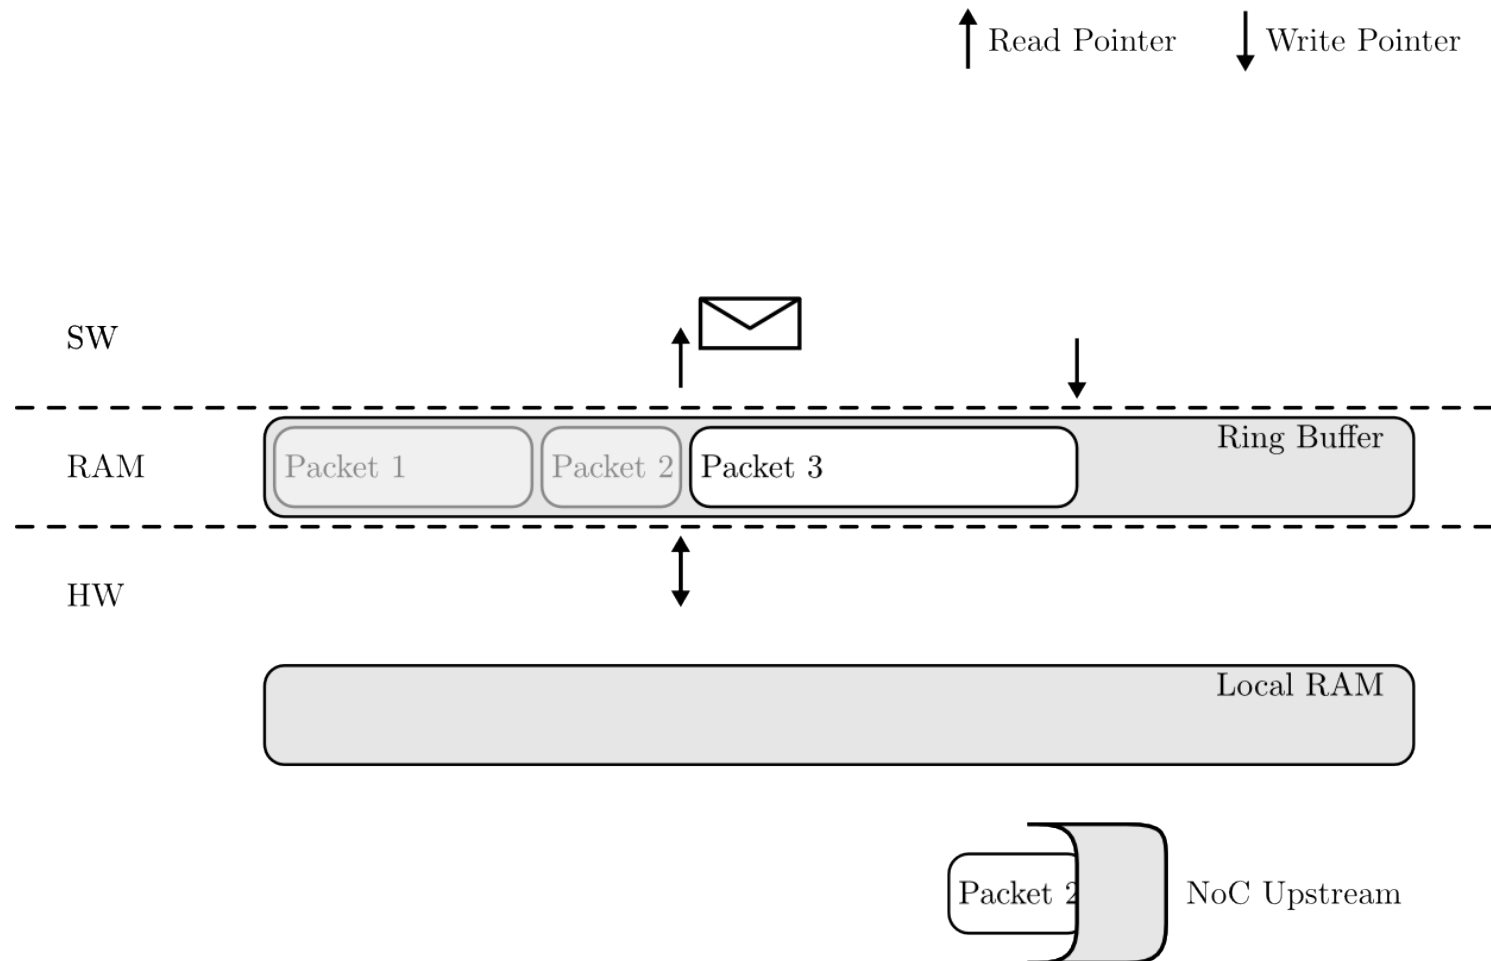 Read Pointer
Write Pointer
SW
RAM
Packet 1
Packet 2
Packet 3
Ring Buffer
HW
Local RAM
Packet 2
NoC Upstream